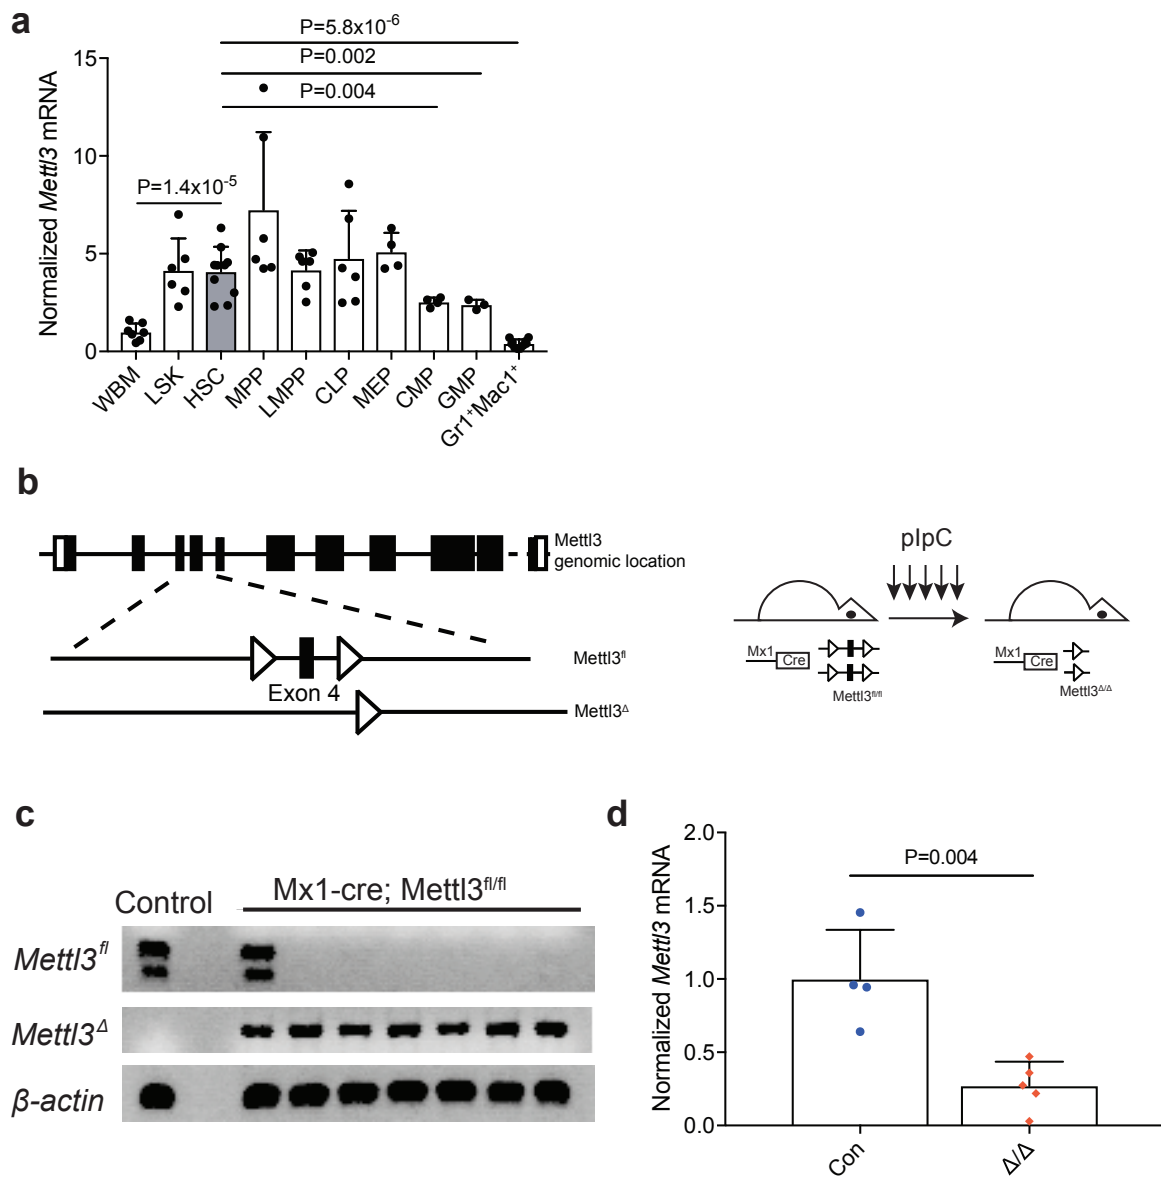 a
P=5.8x10⁻⁶
P=0.002
P=0.004
P=1.4x10⁻⁵
Normalized Mettl3 mRNA
15
10
5
0
WBM
LSK
HSC
MPP
LMPP
CLP
MEP
CMP
GMP
Gr1⁺Mac1⁺
b
Mettl3
genomic location
Mettl3ᶠˡ
Exon 4
Mettl3ᐞ
pIpC
Mx1
Cre
Mettl3ᶠˡ/ᶠˡ
Mx1
Cre
Mettl3Δ/Δ
c
Control
Mx1-cre; Mettl3ᶠˡ/ᶠˡ
Mettl3ᶠˡ
Mettl3Δ
β-actin
d
Normalized Mettl3 mRNA
2.0
1.5
1.0
0.5
0.0
P=0.004
Con
Δ/Δ